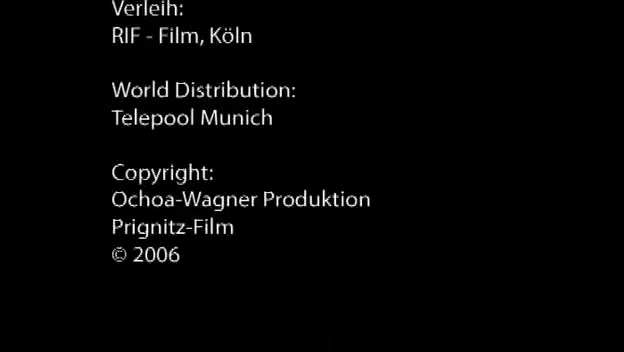 Verleih:
RIF - Film, Köln
World Distribution:
Telepool Munich
Copyright:
Ochoa-Wagner Produktion
Prignitz-Film
© 2006